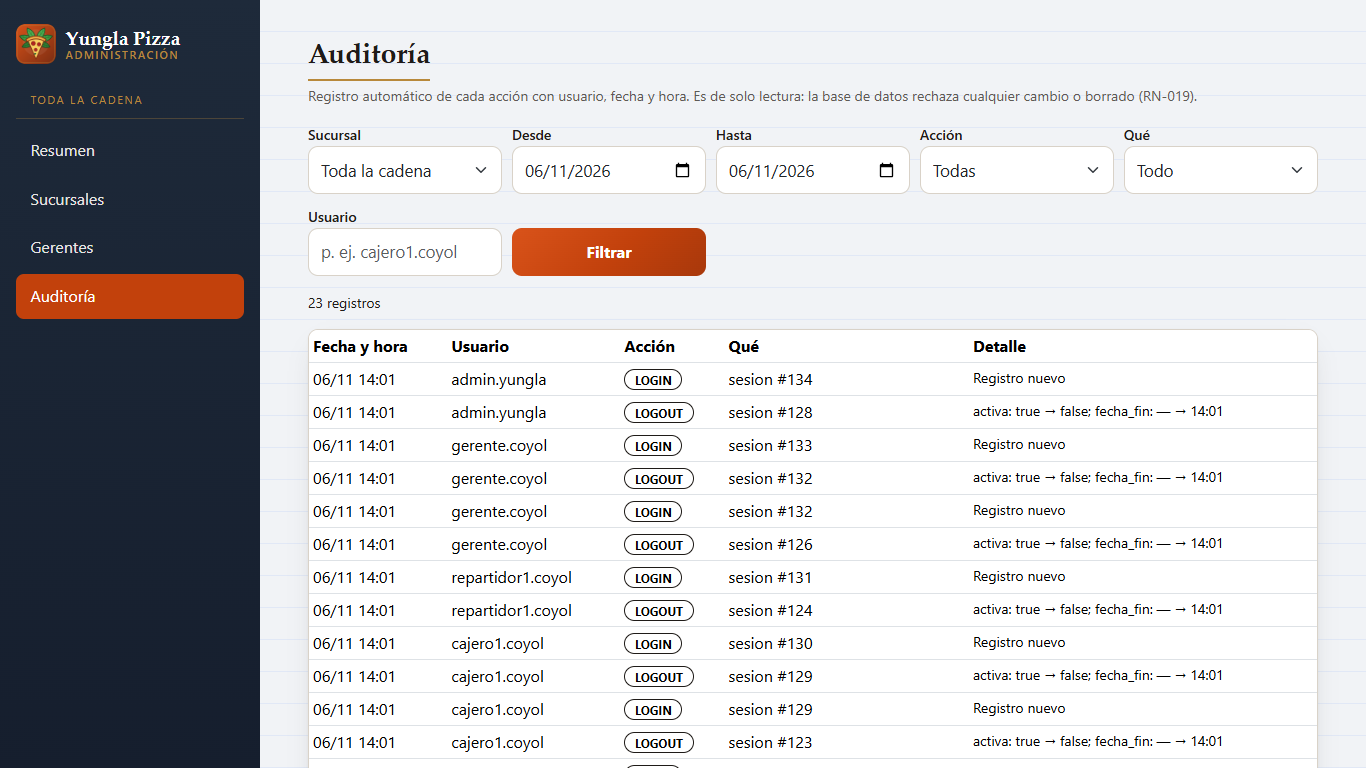 Yungla Pizza
ADMINISTRACIÓN
TODA LA CADENA
Resumen
Sucursales
Gerentes
Auditoría
Auditoría
Registro automático de cada acción con usuario, fecha y hora. Es de solo lectura: la base de datos rechaza cualquier cambio o borrado (RN-019).
Sucursal Desde Hasta Acción Qué
Toda la cadena 06/11/2026 06/11/2026 Todas Todo
Usuario
p. ej. cajero1.coyol Filtrar
23 registros
Fecha y hora Usuario Acción Qué Detalle
06/11 14:01 admin.yungla LOGIN sesion #134 Registro nuevo
06/11 14:01 admin.yungla LOGOUT sesion #128 activa: true → false; fecha_fin: — → 14:01
06/11 14:01 gerente.coyol LOGIN sesion #133 Registro nuevo
06/11 14:01 gerente.coyol LOGOUT sesion #132 activa: true → false; fecha_fin: — → 14:01
06/11 14:01 gerente.coyol LOGIN sesion #132 Registro nuevo
06/11 14:01 gerente.coyol LOGOUT sesion #126 activa: true → false; fecha_fin: — → 14:01
06/11 14:01 repartidor1.coyol LOGIN sesion #131 Registro nuevo
06/11 14:01 repartidor1.coyol LOGOUT sesion #124 activa: true → false; fecha_fin: — → 14:01
06/11 14:01 cajero1.coyol LOGIN sesion #130 Registro nuevo
06/11 14:01 cajero1.coyol LOGOUT sesion #129 activa: true → false; fecha_fin: — → 14:01
06/11 14:01 cajero1.coyol LOGIN sesion #129 Registro nuevo
06/11 14:01 cajero1.coyol LOGOUT sesion #123 activa: true → false; fecha_fin: — → 14:01